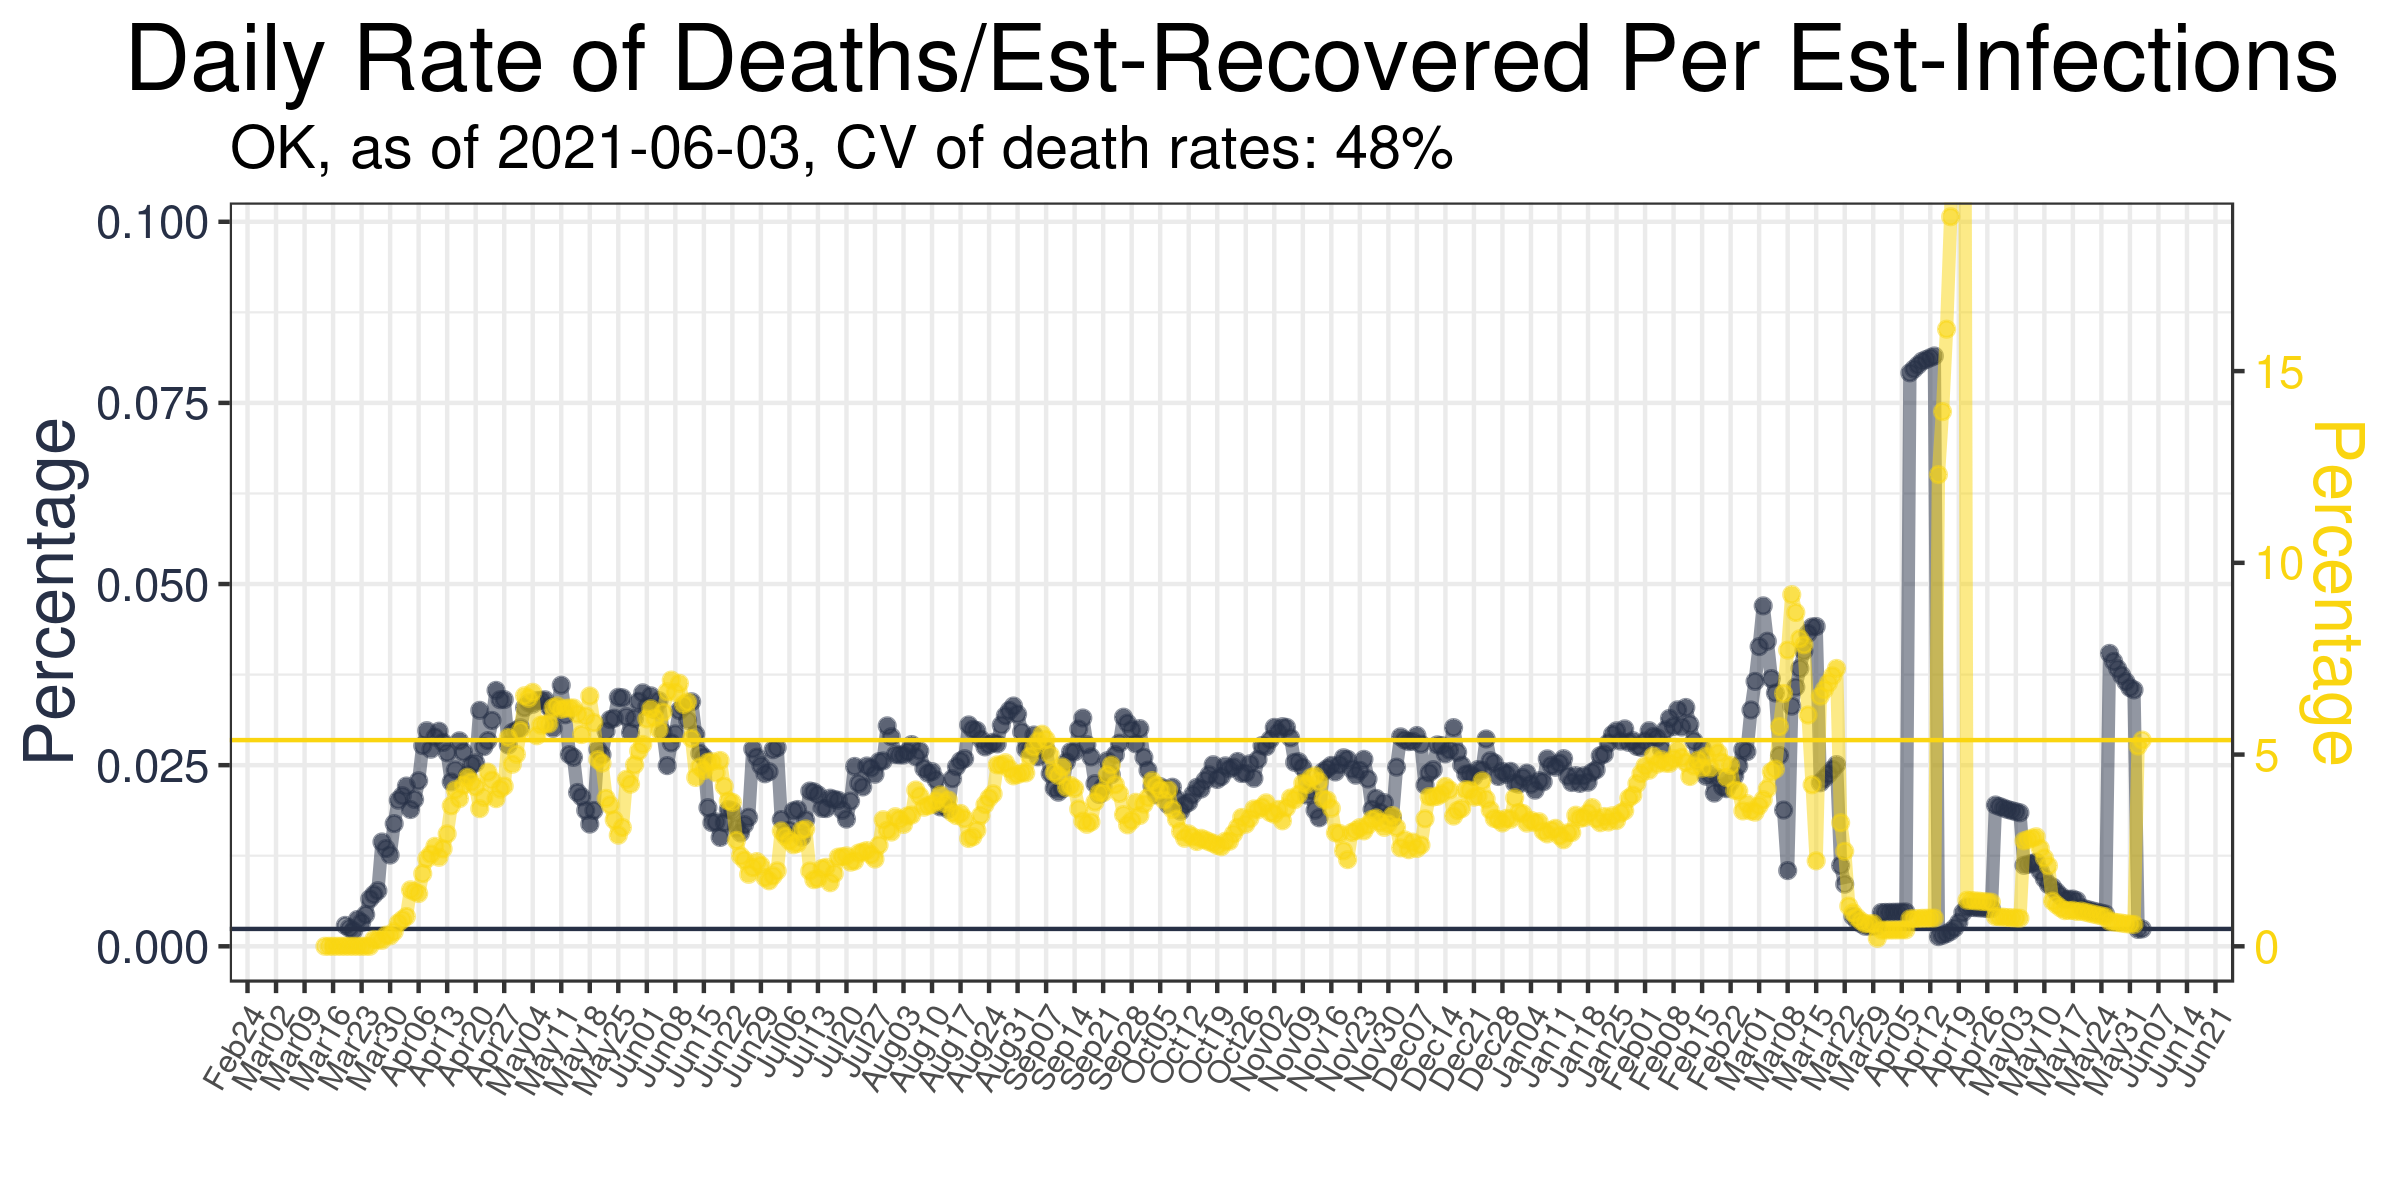 Daily Rate of Deaths/Est-Recovered Per Est-Infections
OK, as of 2021-06-03, CV of death rates: 48%
Percentage
0.100
0.075
0.050
0.025
0.000
15
10
5
0
Percentage
Feb24
Mar02
Mar09
Mar16
Mar23
Mar30
Apr06
Apr13
Apr20
Apr27
May04
May11
May18
May25
Jun01
Jun08
Jun15
Jun22
Jun29
Jul06
Jul13
Jul20
Jul27
Aug03
Aug10
Aug17
Aug24
Aug31
Sep07
Sep14
Sep21
Sep28
Oct05
Oct12
Oct19
Oct26
Nov02
Nov09
Nov16
Nov23
Nov30
Dec07
Dec14
Dec21
Dec28
Jan04
Jan11
Jan18
Jan25
Feb01
Feb08
Feb15
Feb22
Mar01
Mar08
Mar15
Mar22
Mar29
Apr05
Apr12
Apr19
Apr26
May03
May10
May17
May24
May31
Jun07
Jun14
Jun21